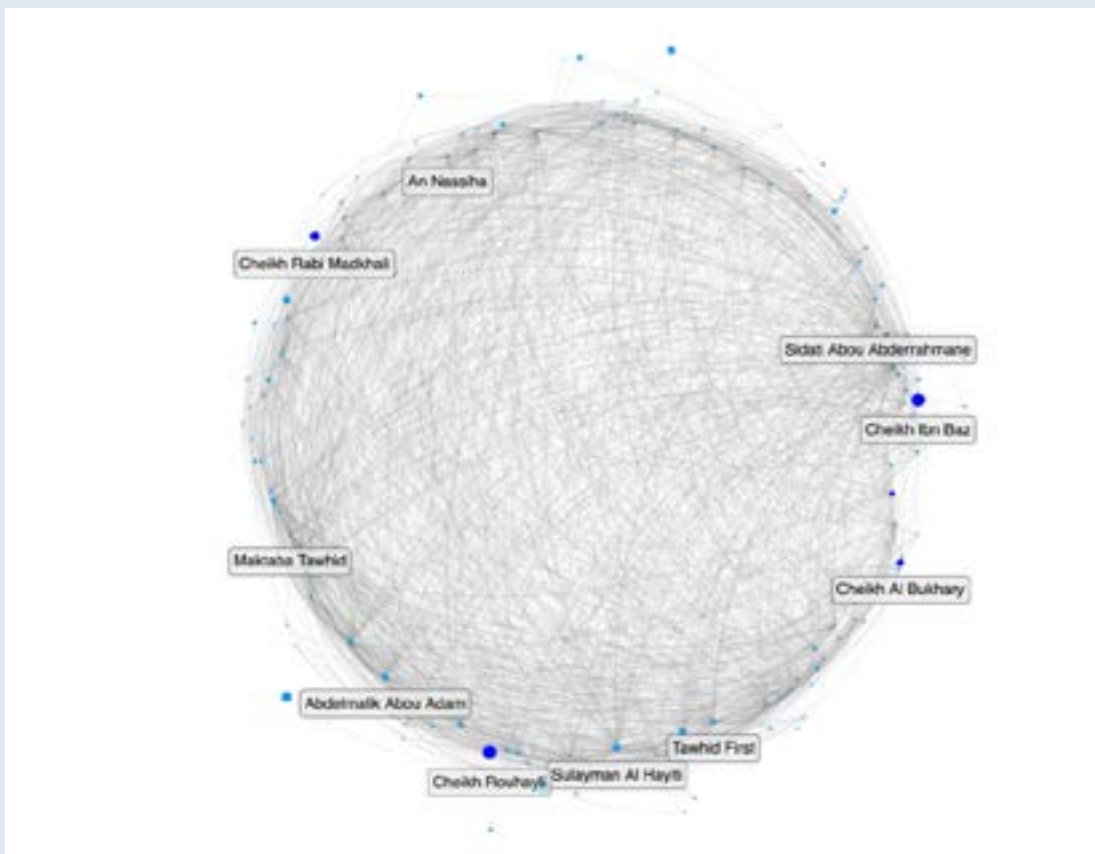 An Nassiha
Cheikh Rabi Madkhali
Sidati Abou Abderrahmane
Cheikh Ibn Baz
Maktaba Tawhid
Cheikh Al Bukhary
Abdelmalik Abou Adam
Tawhid First
Sulayman Al Hayiti
Cheikh Rouhayli